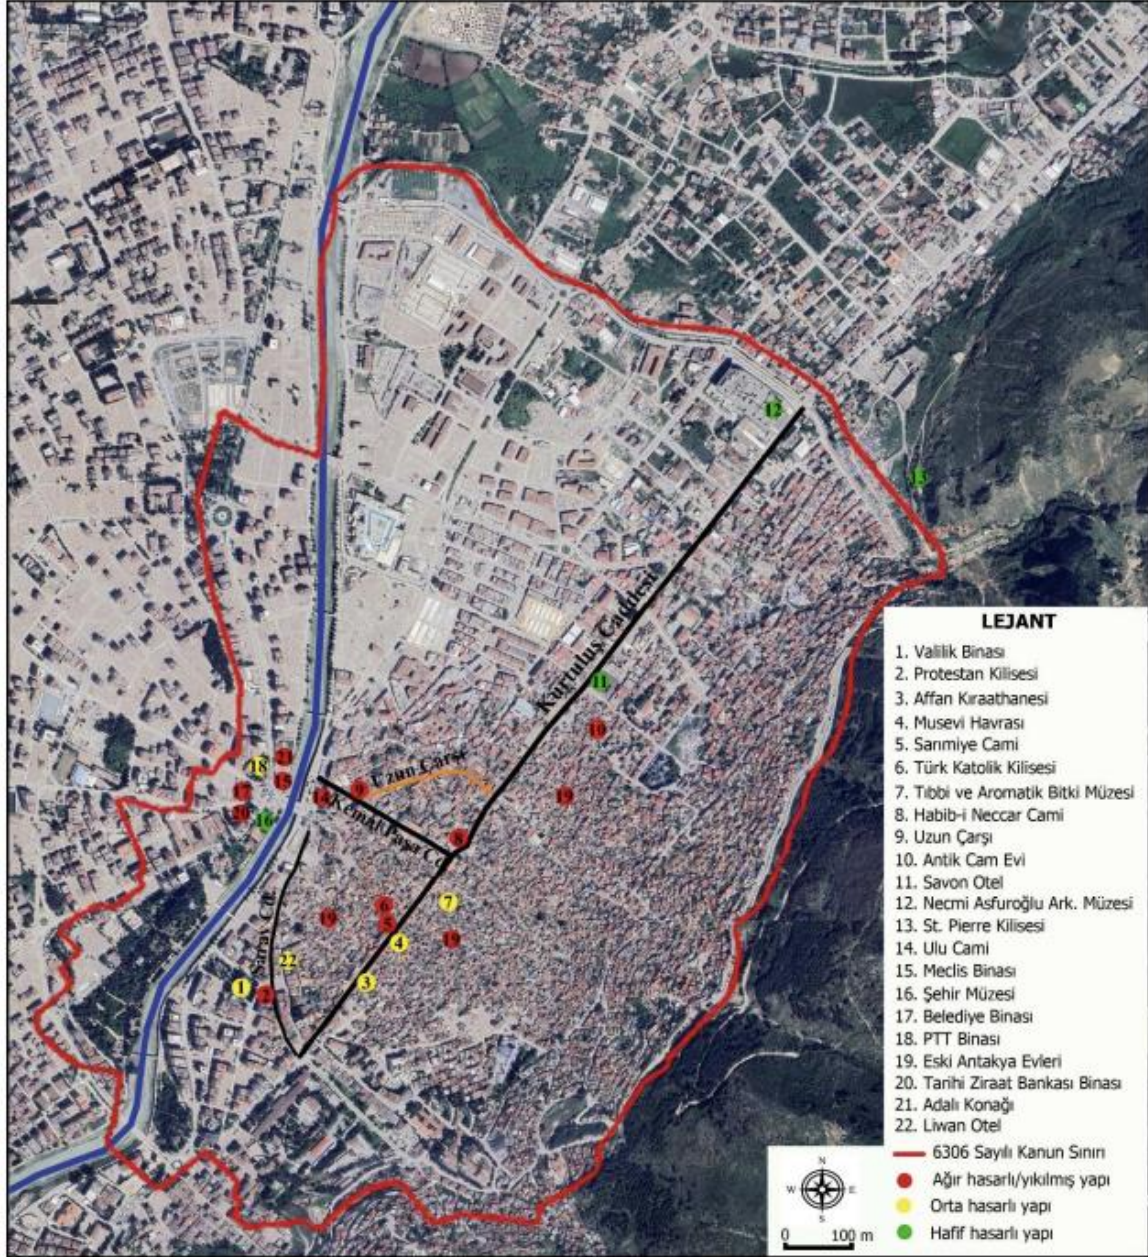 12
13
Kurtuluş Caddesi
11
10
18
21
15
17
20
16
14
9
Uzun Çarşı
19
Kemal Paşa Cd.
8
6
19
5
7
4
19
Saray Cd.
22
1
2
3
LEJANT
1. Valilik Binası
2. Protestan Kilisesi
3. Affan Kıraathanesi
4. Musevi Havrası
5. Sarımiye Cami
6. Türk Katolik Kilisesi
7. Tıbbi ve Aromatik Bitki Müzesi
8. Habib-i Neccar Cami
9. Uzun Çarşı
10. Antik Cam Evi
11. Savon Otel
12. Necmi Asfuroğlu Ark. Müzesi
13. St. Pierre Kilisesi
14. Ulu Cami
15. Meclis Binası
16. Şehir Müzesi
17. Belediye Binası
18. PTT Binası
19. Eski Antakya Evleri
20. Tarihi Ziraat Bankası Binası
21. Adalı Konağı
22. Liwan Otel
6306 Sayılı Kanun Sınırı
Ağır hasarlı/yıkılmış yapı
Orta hasarlı yapı
Hafif hasarlı yapı
N
W E
S
0 100 m